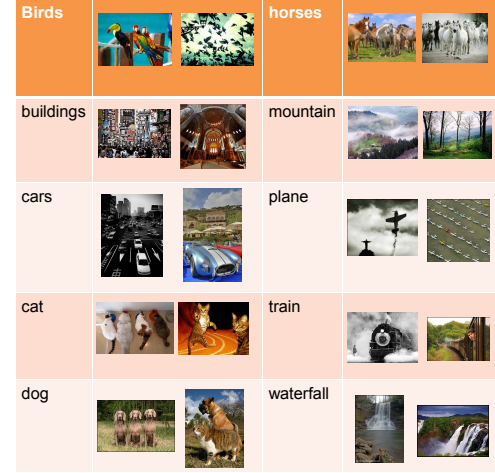 Birds
horses
buildings
mountain
cars
plane
cat
train
dog
waterfall